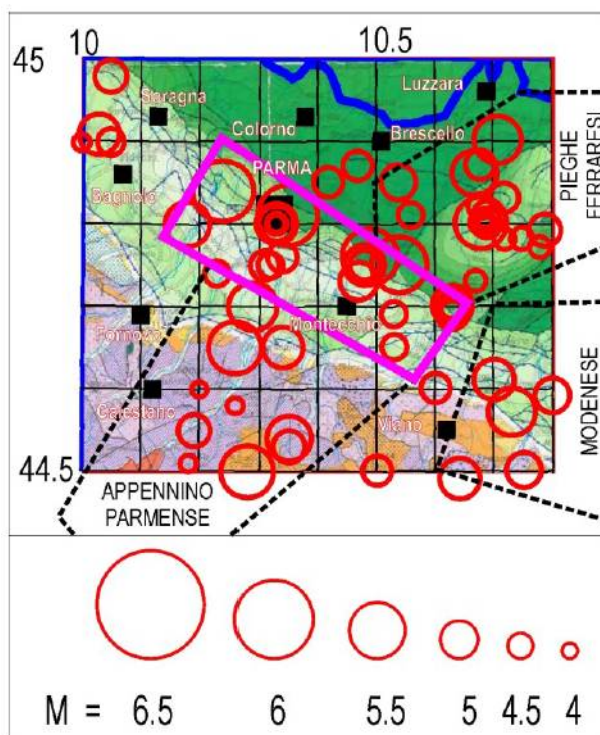 10
10.5
45
Luzzara
Soragna
Colorno
Brescello
PARMA
PIEGHE
FERRARESI
Fornovo
Montecchio
Calestano
Viano
MODENESE
44.5
APPENNINO
PARMENSE
M = 6.5 6 5.5 5 4.5 4